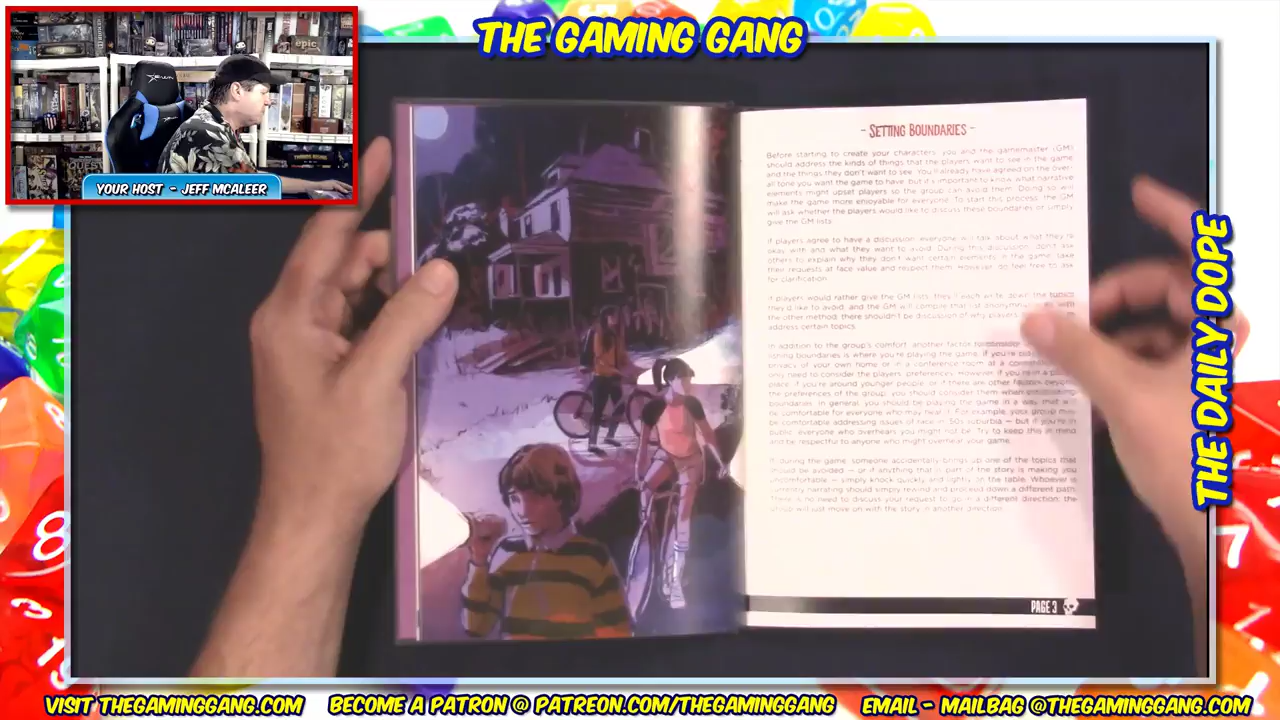 THE GAMING GANG
epic
YOUR HOST - JEFF MCALEER
THE DAILY DOPE
- SETTING BOUNDARIES -
Before starting to create your characters, you and the gamemaster (GM)
should address the kinds of things that the players want to see in the game
and the things they don't want to see. You'll already have agreed on the over-
all tone you want the game to have, but it's important to know what narrative
elements might upset players so the group can avoid them. Doing so will
make the game more enjoyable for everyone. To start this process, the GM
will ask whether the players would like to discuss these boundaries or simply
give the GM lists.
If players agree to have a discussion, everyone will talk about what they're
okay with and what they want to avoid. During this discussion, don't ask
others to explain why they don't want certain elements in the game; take
their requests at face value and respect them. However, do feel free to ask
for clarification.
If players would rather give the GM lists, they'll each write down the topics
they'd like to avoid, and the GM will compile that list anonymously. As with
the other method, there shouldn't be discussion of why players
address certain topics.
In addition to the group's comfort, another factor to consider
ioning boundaries is where you're playing the game. If you're
privacy of your own home or in a conference room at a
only need to consider the players' preferences. However, if you're in a
place, if you're around younger people, or if there are other factors beyond
the preferences of the group, you should consider them when
boundaries. In general, you should be playing the game in a way that
be comfortable for everyone who may hear it. For example, your group may
be comfortable addressing issues of race in '50s suburbia — but if you're in
public, everyone who overhears you might not be. Try to keep this in mind
and be respectful to anyone who might overhear your game.
If during the game, someone accidentally brings up one of the topics that
should be avoided — or if anything that is part of the story is making you
uncomfortable — simply knock quickly and lightly on the table. Whoever is
currently narrating should simply rewind and proceed down a different path.
There is no need to discuss your request to go in a different direction; the
group will just move on with the story in another direction.
PAGE 3
VISIT THEGAMINGGANG.COM BECOME A PATRON @ PATREON.COM/THEGAMINGGANG EMAIL - MAILBAG @THEGAMINGGANG.COM